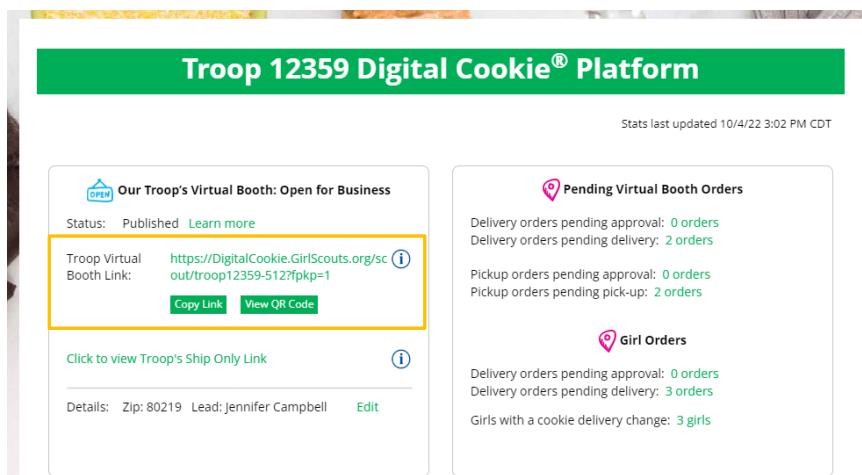 Troop 12359 Digital Cookie® Platform
Stats last updated 10/4/22 3:02 PM CDT
OPEN Our Troop's Virtual Booth: Open for Business
Status: Published Learn more
Troop Virtual Booth Link: https://DigitalCookie.GirlScouts.org/sc
out/troop12359-512?fpkp=1
Copy Link View QR Code
Click to view Troop's Ship Only Link
Details: Zip: 80219 Lead: Jennifer Campbell Edit
Pending Virtual Booth Orders
Delivery orders pending approval: 0 orders
Delivery orders pending delivery: 2 orders
Pickup orders pending approval: 0 orders
Pickup orders pending pick-up: 2 orders
Girl Orders
Delivery orders pending approval: 0 orders
Delivery orders pending delivery: 3 orders
Girls with a cookie delivery change: 3 girls